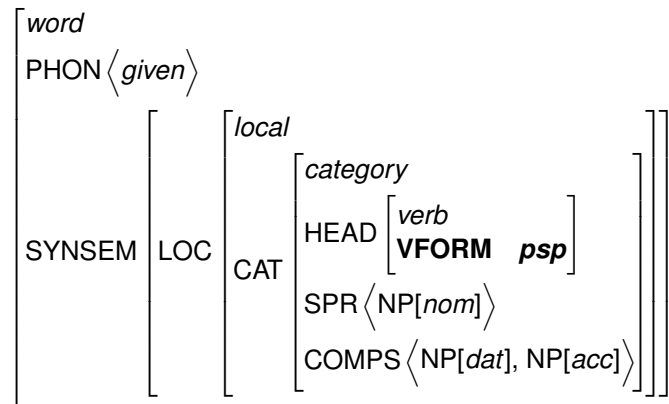 word
PHON ⟨given⟩
SYNSEM LOC local
CAT category
HEAD verb
VFORM psp
SPR ⟨NP[nom]⟩
COMPS ⟨NP[dat], NP[acc]⟩